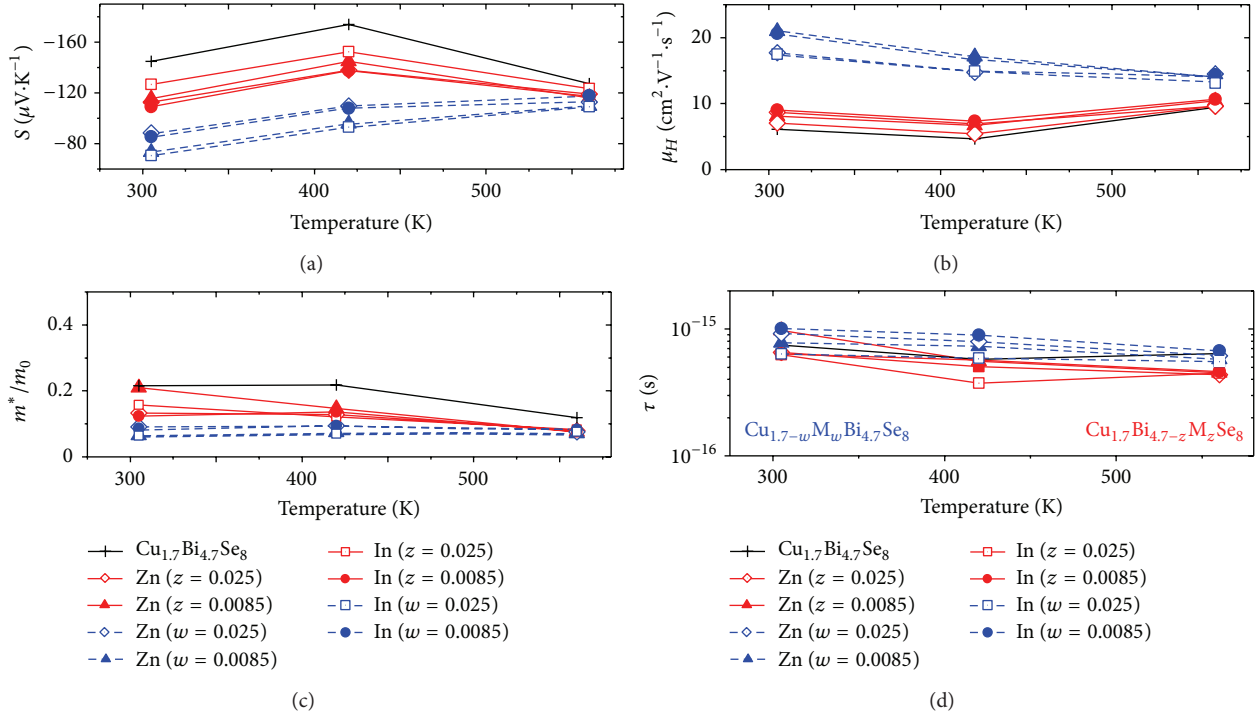 −160
−120
−80
S (μV·K⁻¹)
300
400
500
Temperature (K)
(a)
20
10
0
μH (cm²·V⁻¹·s⁻¹)
300
400
500
Temperature (K)
(b)
0.4
0.2
0
m*/m0
300
400
500
Temperature (K)
Cu1.7Bi4.7Se8
Zn (z = 0.025)
Zn (z = 0.0085)
Zn (w = 0.025)
Zn (w = 0.0085)
In (z = 0.025)
In (z = 0.0085)
In (w = 0.025)
In (w = 0.0085)
(c)
10⁻¹⁵
10⁻¹⁶
τ (s)
Cu1.7−wMwBi4.7Se8
Cu1.7Bi4.7−zMzSe8
300
400
500
Temperature (K)
Cu1.7Bi4.7Se8
Zn (z = 0.025)
Zn (z = 0.0085)
Zn (w = 0.025)
Zn (w = 0.0085)
In (z = 0.025)
In (z = 0.0085)
In (w = 0.025)
In (w = 0.0085)
(d)